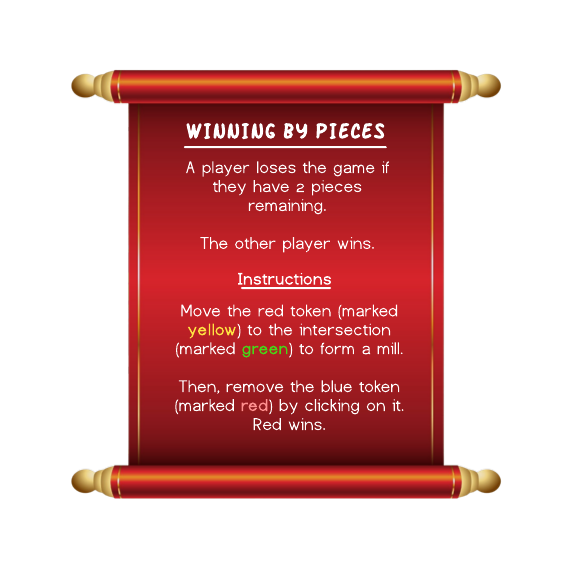 WINNING BY PIECES
A player loses the game if
they have 2 pieces
remaining.
The other player wins.
Instructions
Move the red token (marked
yellow) to the intersection
(marked green) to form a mill.
Then, remove the blue token
(marked red) by clicking on it.
Red wins.